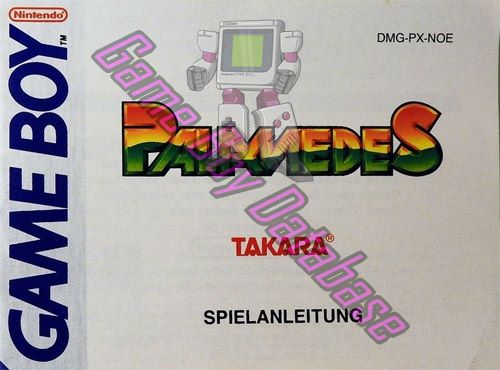 Nintendo
GAME BOY™
DMG-PX-NOE
PALAMEDES
TAKARA®
SPIELANLEITUNG
Game Boy Database